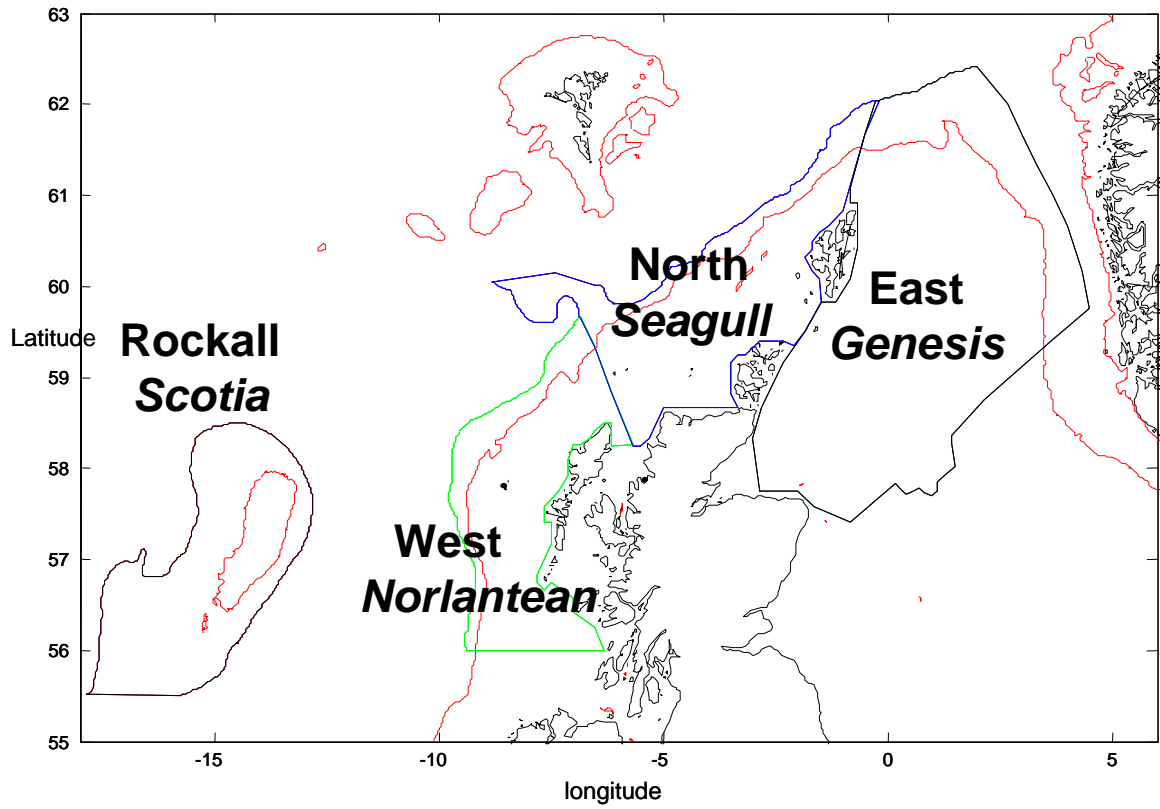 63
62
61
60
59
58
57
56
55
Latitude
North
Seagull
East
Genesis
Rockall
Scotia
West
Norlantean
-15
-10
-5
0
5
longitude